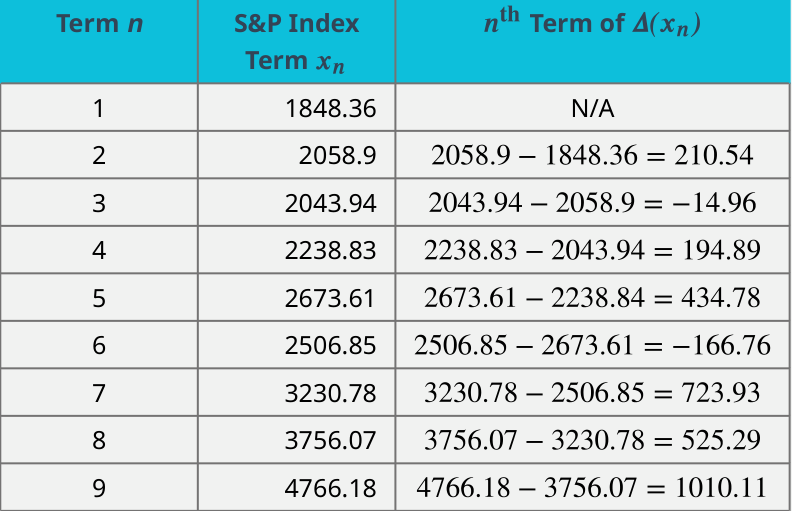 Term n S&P Index Term xₙ nᵗʰ Term of Δ(xₙ)
1 1848.36 N/A
2 2058.9 2058.9 − 1848.36 = 210.54
3 2043.94 2043.94 − 2058.9 = −14.96
4 2238.83 2238.83 − 2043.94 = 194.89
5 2673.61 2673.61 − 2238.84 = 434.78
6 2506.85 2506.85 − 2673.61 = −166.76
7 3230.78 3230.78 − 2506.85 = 723.93
8 3756.07 3756.07 − 3230.78 = 525.29
9 4766.18 4766.18 − 3756.07 = 1010.11